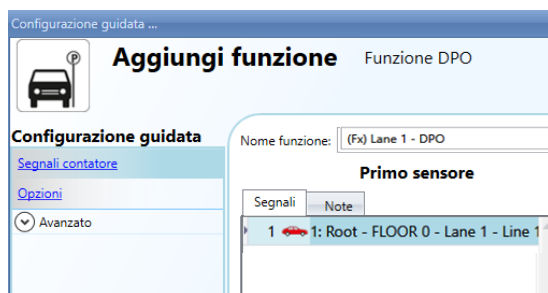 Configurazione guidata ...
P
Aggiungi funzione
Funzione DPO
Configurazione guidata
Segnali contatore
Opzioni
Avanzato
Nome funzione: (Fx) Lane 1 - DPO
Primo sensore
Segnali
Note
1 1: Root - FLOOR 0 - Lane 1 - Line 1